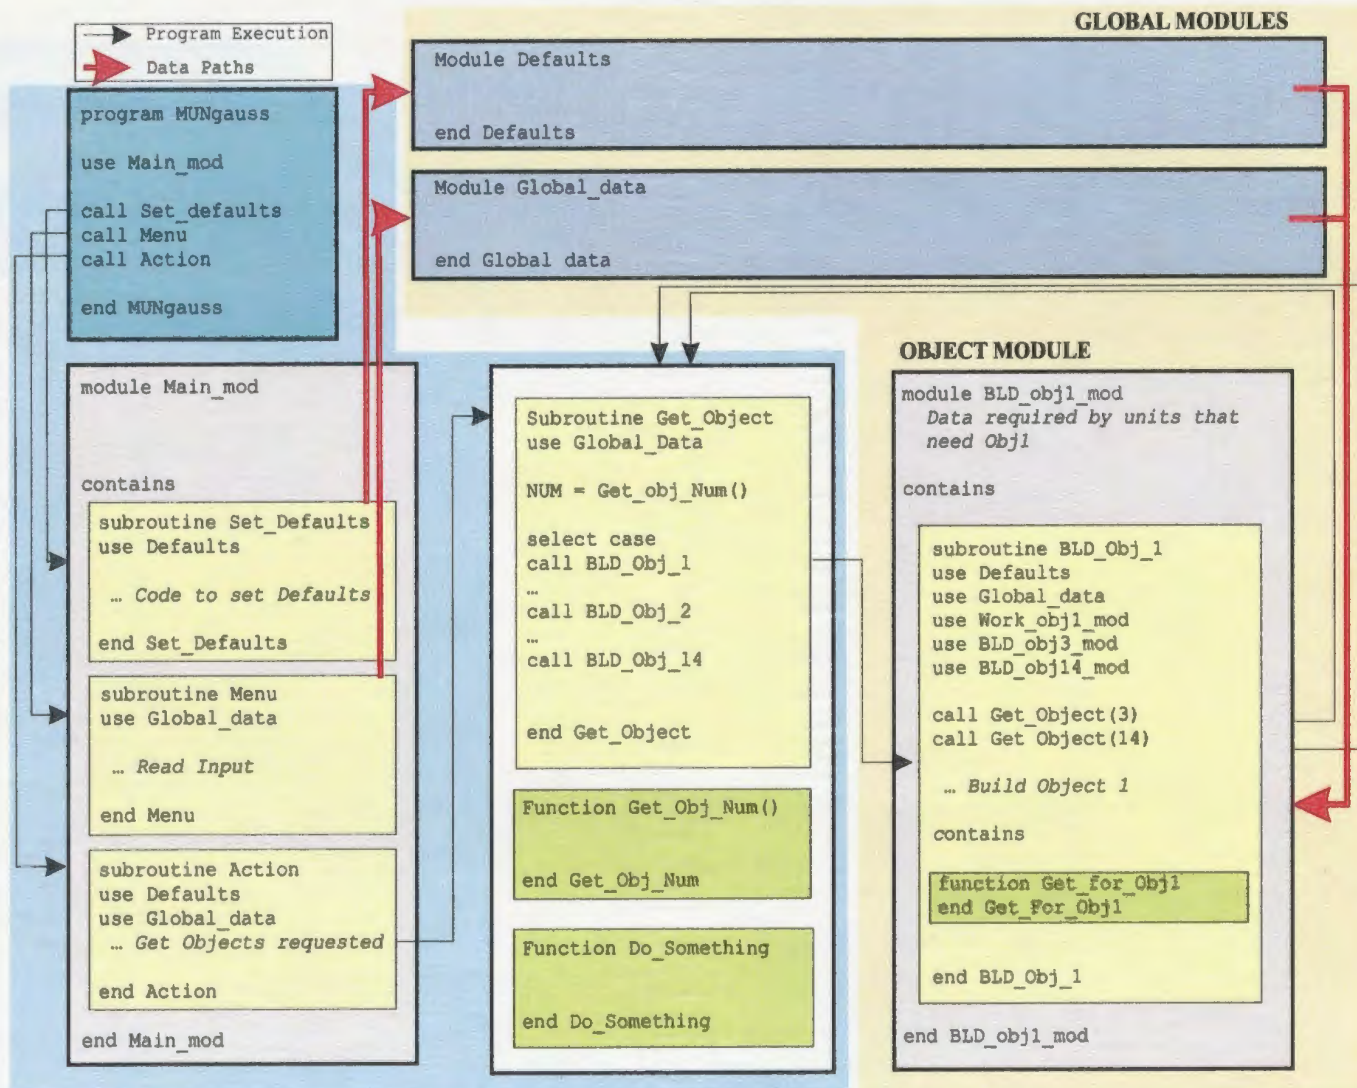 Program Execution
Data Paths
GLOBAL MODULES
Module Defaults
end Defaults
Module Global_data
end Global data
program MUNgauss
use Main_mod
call Set_defaults
call Menu
call Action
end MUNgauss
module Main_mod
contains
subroutine Set_Defaults
use Defaults
… Code to set Defaults
end Set_Defaults
subroutine Menu
use Global_data
… Read Input
end Menu
subroutine Action
use Defaults
use Global_data
… Get Objects requested
end Action
end Main_mod
Subroutine Get_Object
use Global_Data
NUM = Get_obj_Num()
select case
call BLD_Obj_1
…
call BLD_Obj_2
…
call BLD_Obj_14
end Get_Object
Function Get_Obj_Num()
end Get_Obj_Num
Function Do_Something
end Do_Something
OBJECT MODULE
module BLD_obj1_mod
Data required by units that
need Obj1
contains
subroutine BLD_Obj_1
use Defaults
use Global_data
use Work_obj1_mod
use BLD_obj3_mod
use BLD_obj14_mod
call Get_Object(3)
call Get Object(14)
… Build Object 1
contains
function Get_for_Obj1
end Get_For_Obj1
end BLD_Obj_1
end BLD_obj1_mod